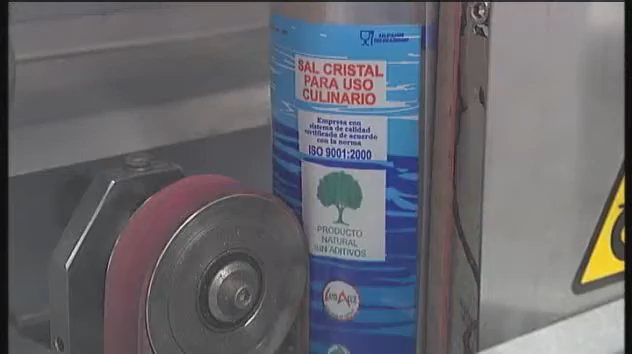 SAL CRISTAL
PARA USO
CULINARIO
Empresa con
sistema de calidad
certificada de acuerdo
con la norma
ISO 9001:2000
PRODUCTO
NATURAL
SIN ADITIVOS